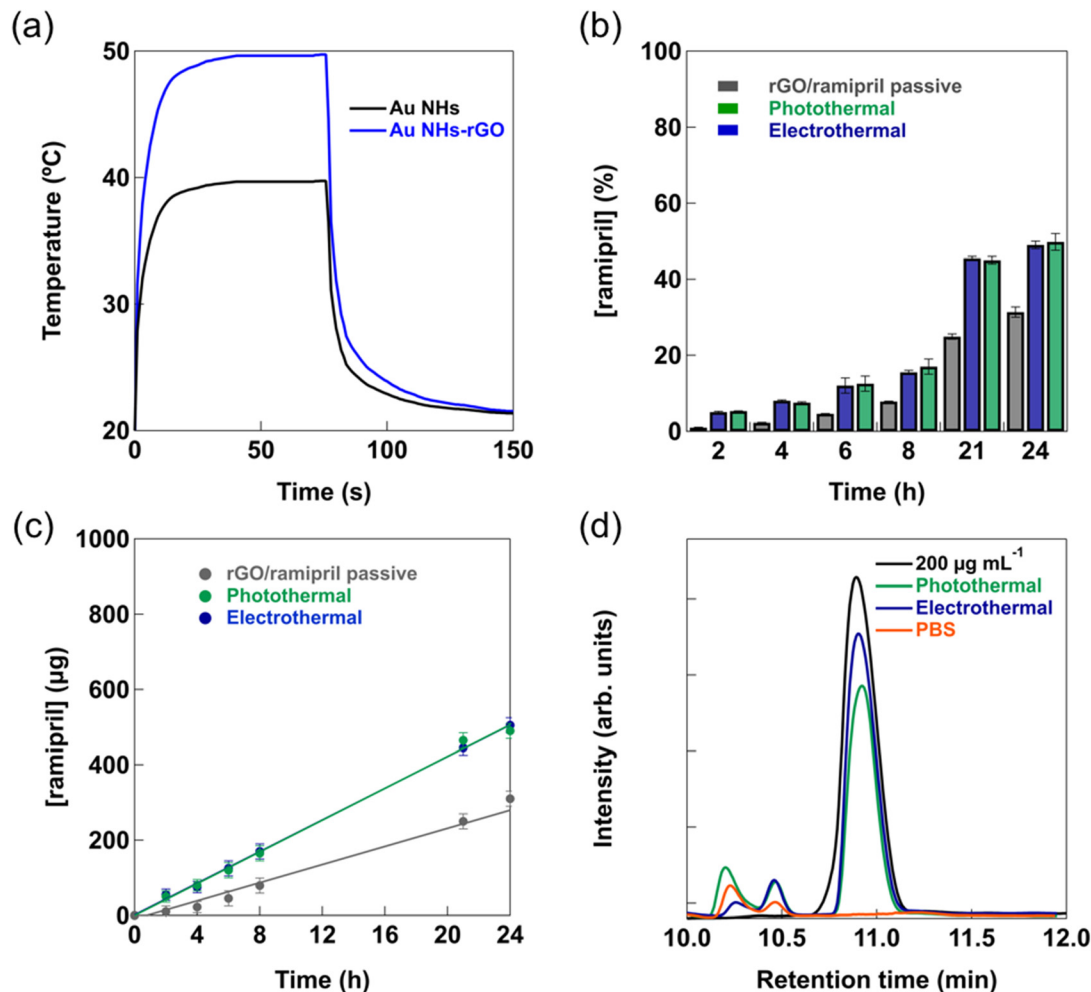 (a)
50
40
30
20
Temperature (ºC)
Au NHs
Au NHs-rGO
0
50
100
150
Time (s)
(b)
100
80
60
40
20
0
[ramipril] (%)
rGO/ramipril passive
Photothermal
Electrothermal
2
4
6
8
21
24
Time (h)
(c)
1000
800
600
400
200
0
[ramipril] (µg)
rGO/ramipril passive
Photothermal
Electrothermal
0
4
8
12
16
20
24
Time (h)
(d)
Intensity (arb. units)
200 µg mL⁻¹
Photothermal
Electrothermal
PBS
10.0
10.5
11.0
11.5
12.0
Retention time (min)